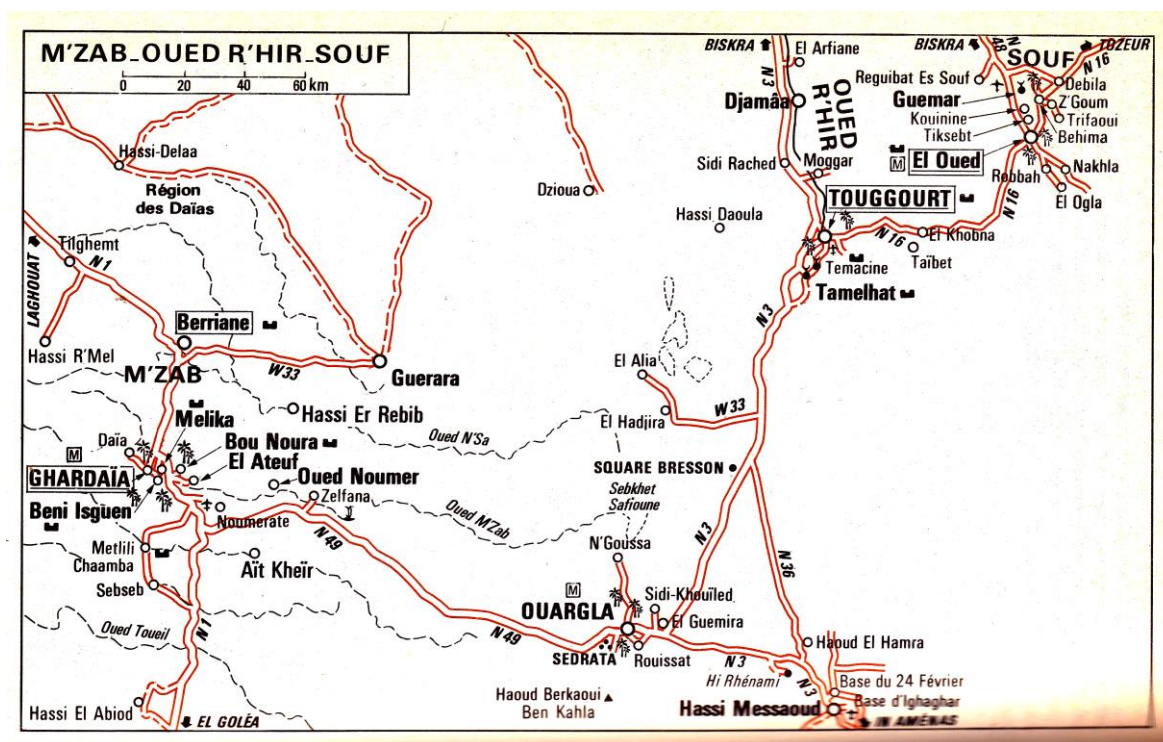 M'ZAB_OUED R'HIR_SOUF
0 20 40 60 km
BISKRA
El Arfiane
N3
Djamâa
OUED
R'HIR
Sidi Rached
Moggar
BISKRA
48
N
SOUF
TOZEUR
N 16
Reguibat Es Souf
Debila
Guemar
Z'Goum
Kouinine
Trifaoui
Tiksebt
Behima
M
El Oued
Robbah
Nakhla
El Ogla
N 16
Hassi-Delaa
Région
des Daïas
Dzioua
Hassi Daoula
TOUGGOURT
N 16
El Khobna
Taïbet
Temacine
Tamelhat
LAGHOUAT
Tilghemt
N1
Hassi R'Mel
Berriane
M'ZAB
W33
Guerara
N3
El Alia
El Hadjira
W33
Melika
Hassi Er Rebib
Oued N'Sa
Daïa
Bou Noura
M
El Ateuf
GHARDAÏA
Oued Noumer
Beni Isguen
Zelfana
SQUARE BRESSON
Sebkhet
Safioune
Noumerate
Oued M'Zab
N49
Metlili
Chaamba
Aït Kheïr
Sebseb
N'Goussa
N3
N36
M
OUARGLA
Sidi-Khouïled
El Guemira
Oued Toueil
N1
N49
SEDRATA
Rouissat
N3
Haoud El Hamra
Hi Rhénami
N3
Base du 24 Février
Base d'Ighaghar
Haoud Berkaoui
Ben Kahla
Hassi Messaoud
IN AMÉNAS
Hassi El Abiod
EL GOLÉA